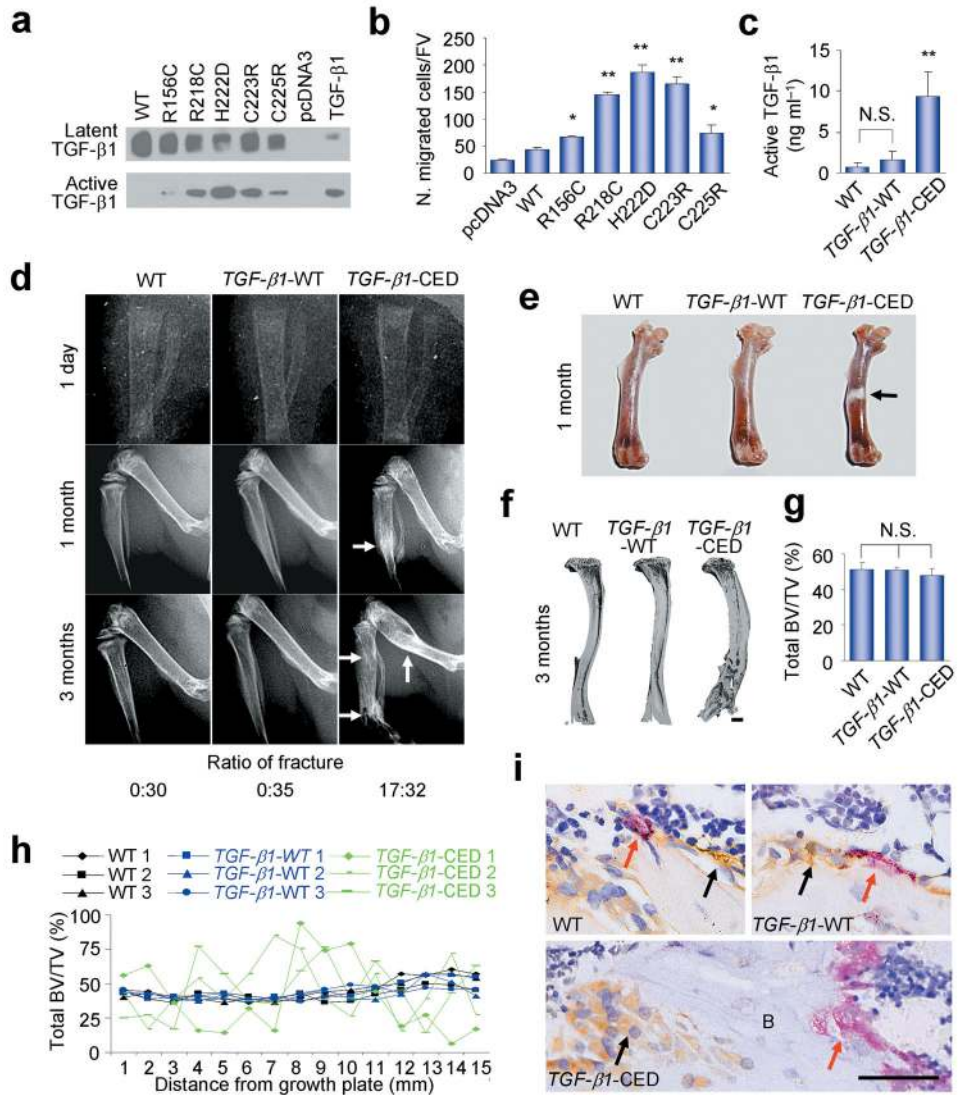 a
WT
R156C
R218C
H222D
C223R
C225R
pcDNA3
TGF-β1
Latent
TGF-β1
Active
TGF-β1
b
N. migrated cells/FV
250
200
150
100
50
0
*
**
**
**
*
pcDNA3
WT
R156C
R218C
H222D
C223R
C225R
c
Active TGF-β1
(ng ml⁻¹)
15
10
5
0
N.S.
**
WT
TGF-β1-WT
TGF-β1-CED
d
WT TGF-β1-WT TGF-β1-CED
1 day
1 month
3 months
Ratio of fracture
0:30 0:35 17:32
e
WT TGF-β1-WT TGF-β1-CED
1 month
f
WT
TGF-β1
-WT
TGF-β1
-CED
3 months
g
N.S.
Total BV/TV (%)
60
40
20
0
WT
TGF-β1-WT
TGF-β1-CED
h
WT 1 TGF-β1-WT 1 TGF-β1-CED 1
WT 2 TGF-β1-WT 2 TGF-β1-CED 2
WT 3 TGF-β1-WT 3 TGF-β1-CED 3
Total BV/TV (%)
100
75
50
25
0
1 2 3 4 5 6 7 8 9 10 11 12 13 14 15
Distance from growth plate (mm)
i
WT
TGF-β1-WT
B
TGF-β1-CED